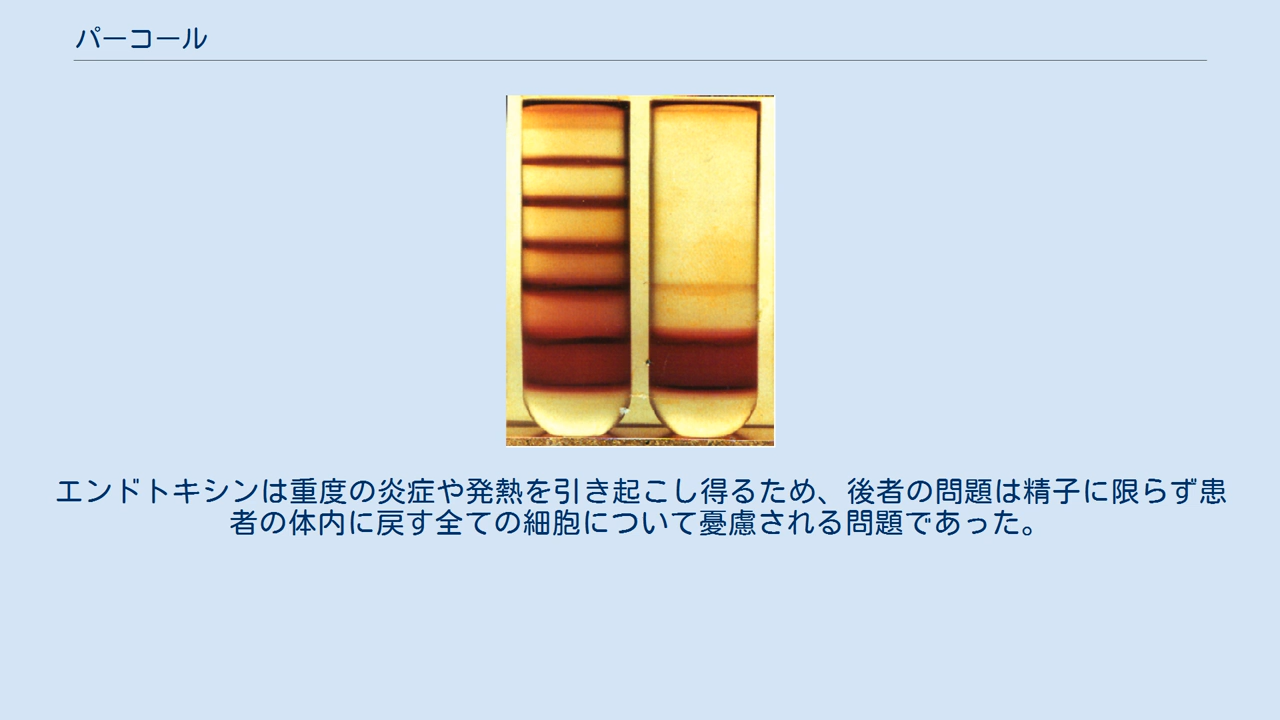 パーコール
エンドトキシンは重度の炎症や発熱を引き起こし得るため、後者の問題は精子に限らず患
者の体内に戻す全ての細胞について憂慮される問題であった。